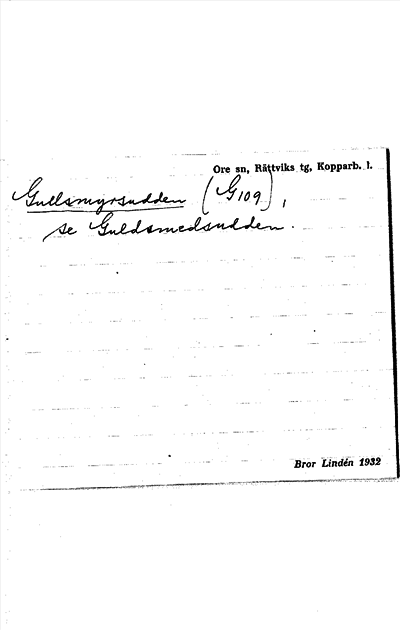 Ore sn, Rättviks tg, Kopparb. l.
Gullsmyrsudden (G109),
se Guldsmedsudden.
Bror Lindén 1932